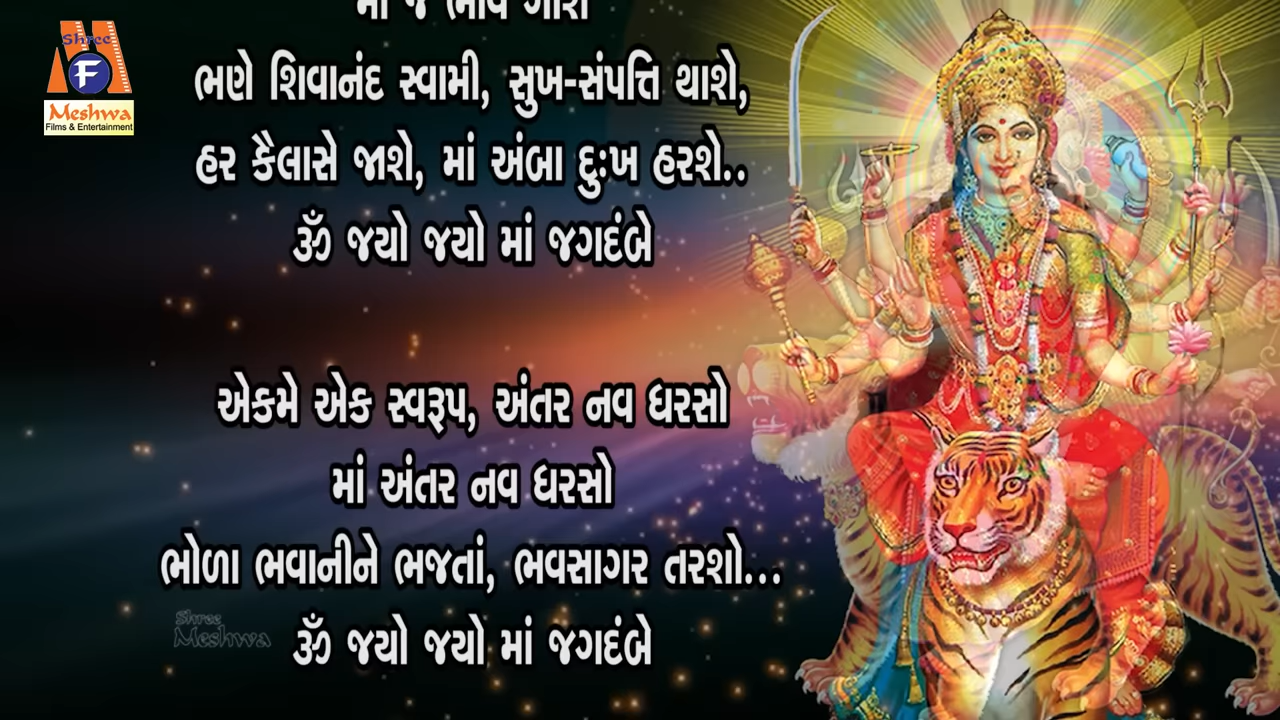 માં જે ભાવે ગાશે
ભણે શિવાનંદ સ્વામી, સુખ-સંપત્તિ થાશે,
હર કૈલાસે જાશે, માં અંબા દુઃખ હરશે..
ૐ જયો જયો માં જગદંબે
એકમે એક સ્વરૂપ, અંતર નવ ધરસો
માં અંતર નવ ધરસો
ભોળા ભવાનીને ભજતાં, ભવસાગર તરશો...
ૐ જયો જયો માં જગદંબે
Shree
F
Meshwa
Films & Entertainment
Shree
Meshwa